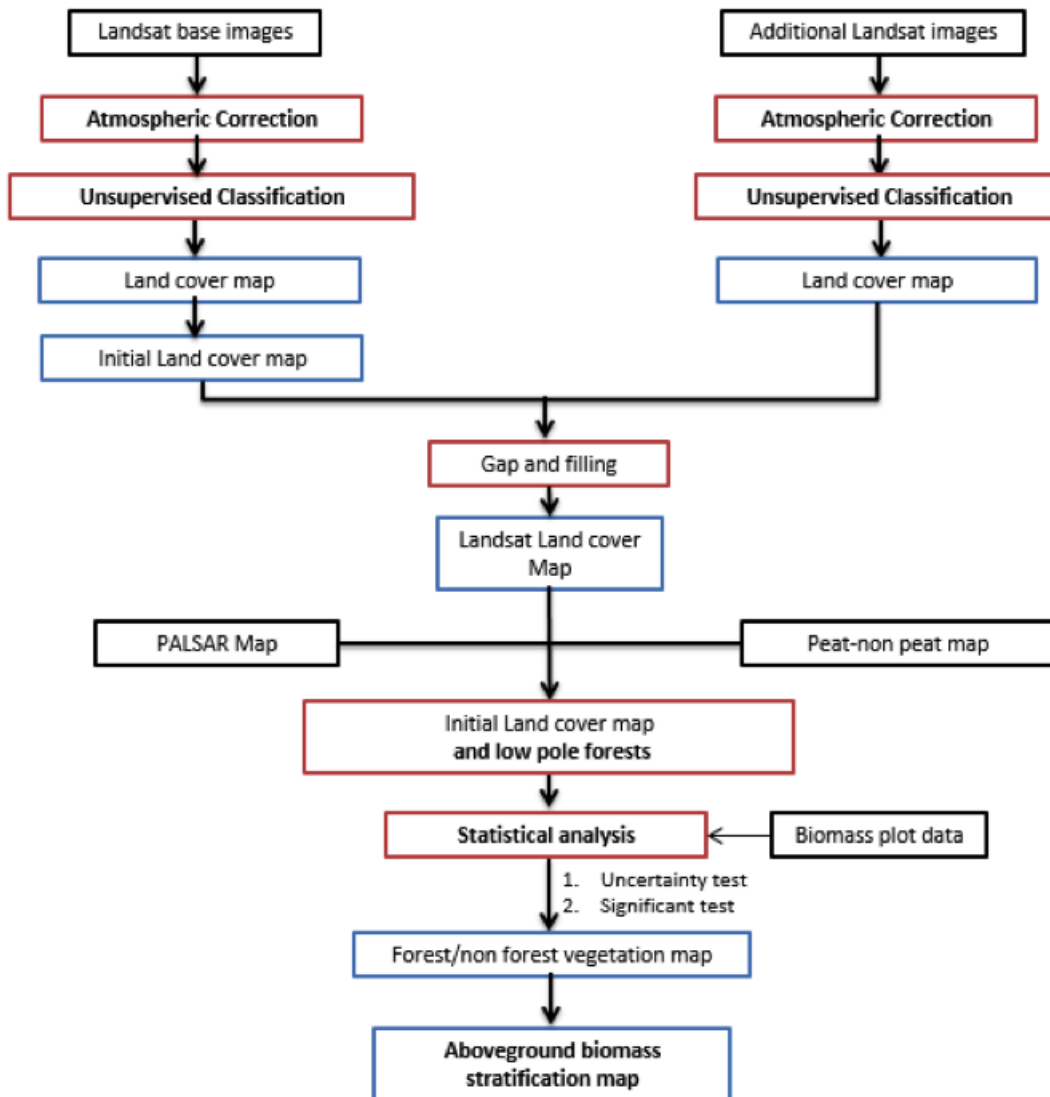 Landsat base images
Additional Landsat images
Atmospheric Correction
Atmospheric Correction
Unsupervised Classification
Unsupervised Classification
Land cover map
Land cover map
Initial Land cover map
Gap and filling
Landsat Land cover
Map
PALSAR Map
Peat-non peat map
Initial Land cover map
and low pole forests
Statistical analysis
Biomass plot data
1. Uncertainty test
2. Significant test
Forest/non forest vegetation map
Aboveground biomass
stratification map